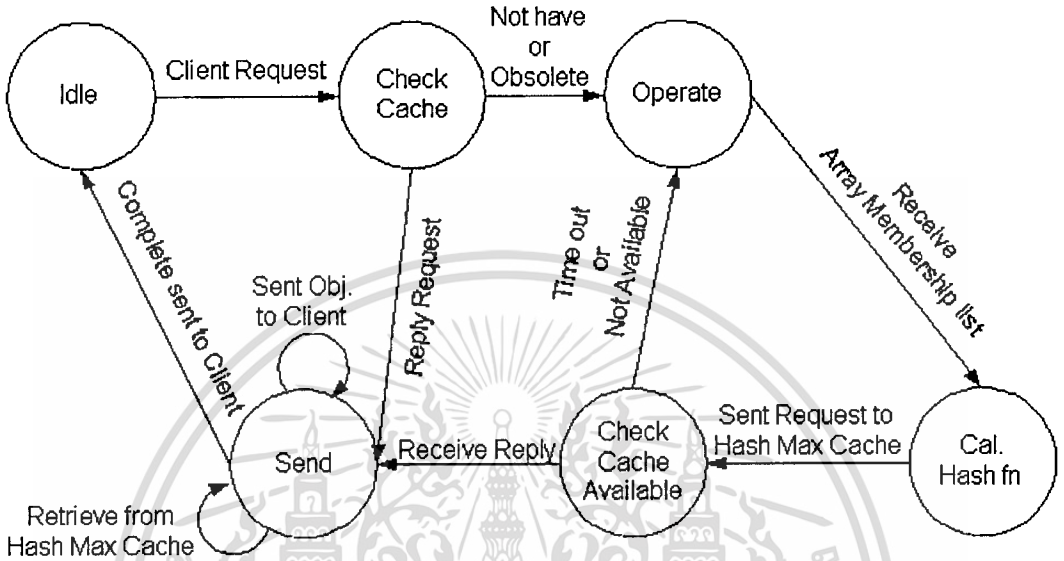 Idle
Client Request
Check
Cache
Not have
or
Obsolete
Operate
Receive
Array Membership list
Complete sent to Client
Sent Obj.
to Client
Reply Request
Time out
or
Not Available
Send
Receive Reply
Check
Cache
Available
Sent Request to
Hash Max Cache
Cal.
Hash fn
Retrieve from
Hash Max Cache